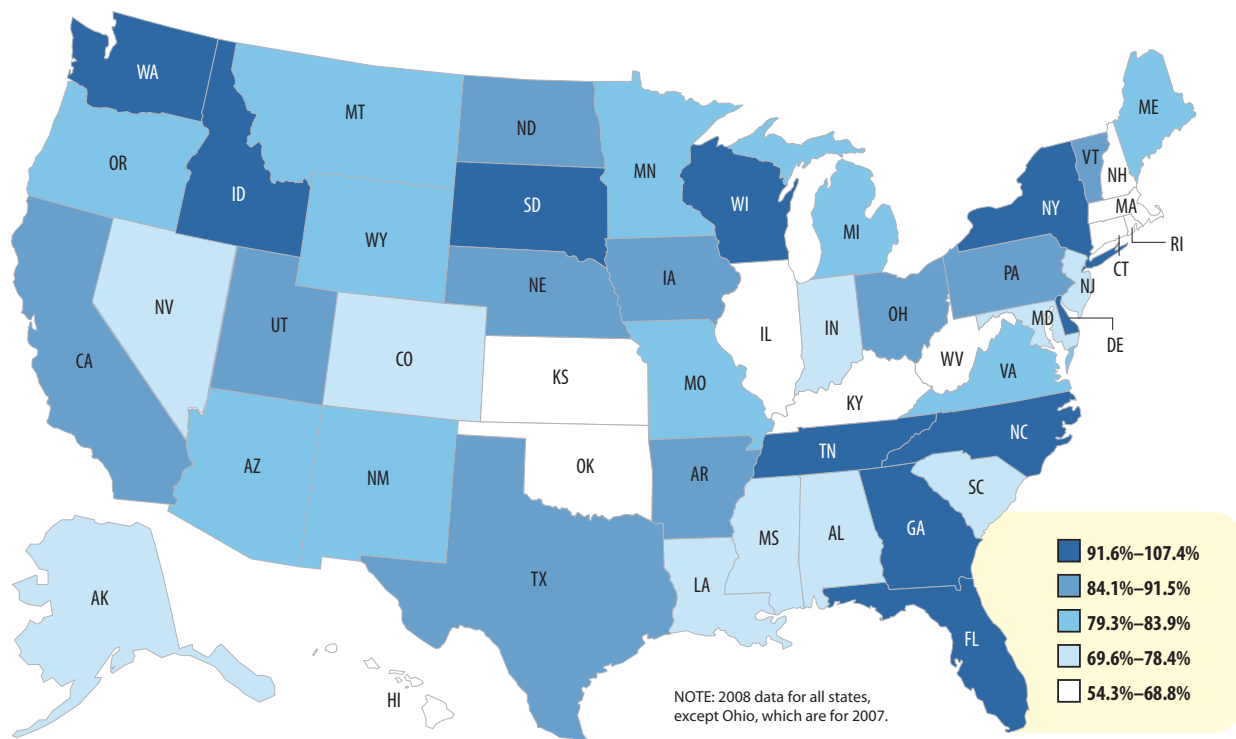 WA
MT
ND
ME
OR
ID
MN
VT
NH
SD
WI
NY
MA
WY
MI
RI
CT
IA
PA
NE
NJ
NV
UT
IN
OH
MD
CO
IL
DE
CA
WV
VA
KS
MO
KY
NC
TN
AZ
OK
NM
AR
SC
GA
MS
AL
TX
LA
AK
FL
HI
91.6%–107.4%
84.1%–91.5%
79.3%–83.9%
69.6%–78.4%
54.3%–68.8%
NOTE: 2008 data for all states,
except Ohio, which are for 2007.